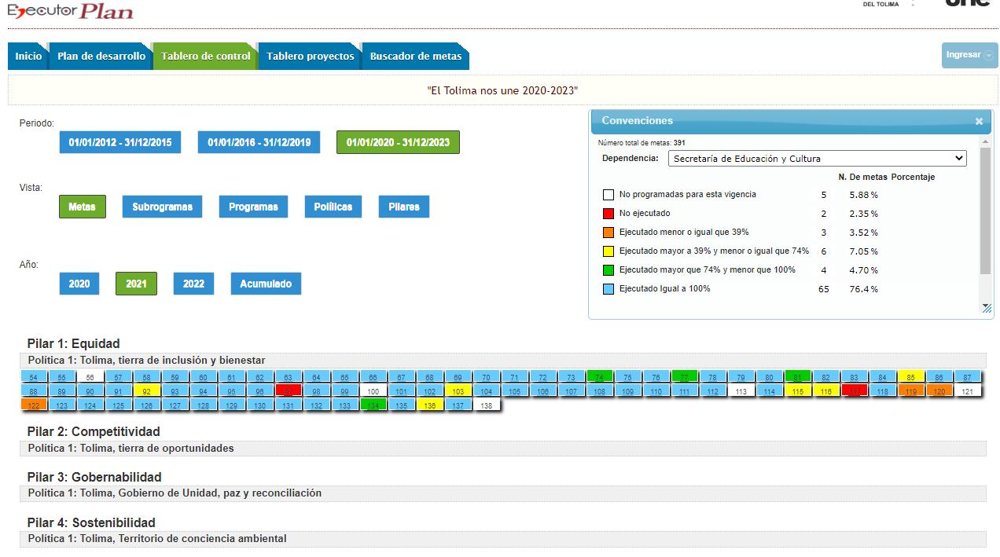 EjecutorPlan
DEL TOLIMA
une
Inicio Plan de desarrollo Tablero de control Tablero proyectos Buscador de metas Ingresar
"El Tolima nos une 2020-2023"
Periodo:
01/01/2012 - 31/12/2015 01/01/2016 - 31/12/2019 01/01/2020 - 31/12/2023
Vista:
Metas Subrogramas Programas Políticas Pilares
Año:
2020 2021 2022 Acumulado
Convenciones
Número total de metas: 391
Dependencia: Secretaría de Educación y Cultura
N. De metas Porcentaje
No programadas para esta vigencia 5 5.88 %
No ejecutado 2 2.35 %
Ejecutado menor o igual que 39% 3 3.52 %
Ejecutado mayor a 39% y menor o igual que 74% 6 7.05 %
Ejecutado mayor que 74% y menor que 100% 4 4.70 %
Ejecutado Igual a 100% 65 76.4 %
Pilar 1: Equidad
Política 1: Tolima, tierra de inclusión y bienestar
54 55 56 57 58 59 60 61 62 63 64 65 66 67 68 69 70 71 72 73 74 75 76 77 78 79 80 81 82 83 84 85 86 87
88 89 90 91 92 93 94 95 96 97 98 99 100 101 102 103 104 105 106 107 108 109 110 111 112 113 114 115 116 117 118 119 120 121
122 123 124 125 126 127 128 129 130 131 132 133 134 135 136 137 138
Pilar 2: Competitividad
Política 1: Tolima, tierra de oportunidades
Pilar 3: Gobernabilidad
Política 1: Tolima, Gobierno de Unidad, paz y reconciliación
Pilar 4: Sostenibilidad
Política 1: Tolima, Territorio de conciencia ambiental